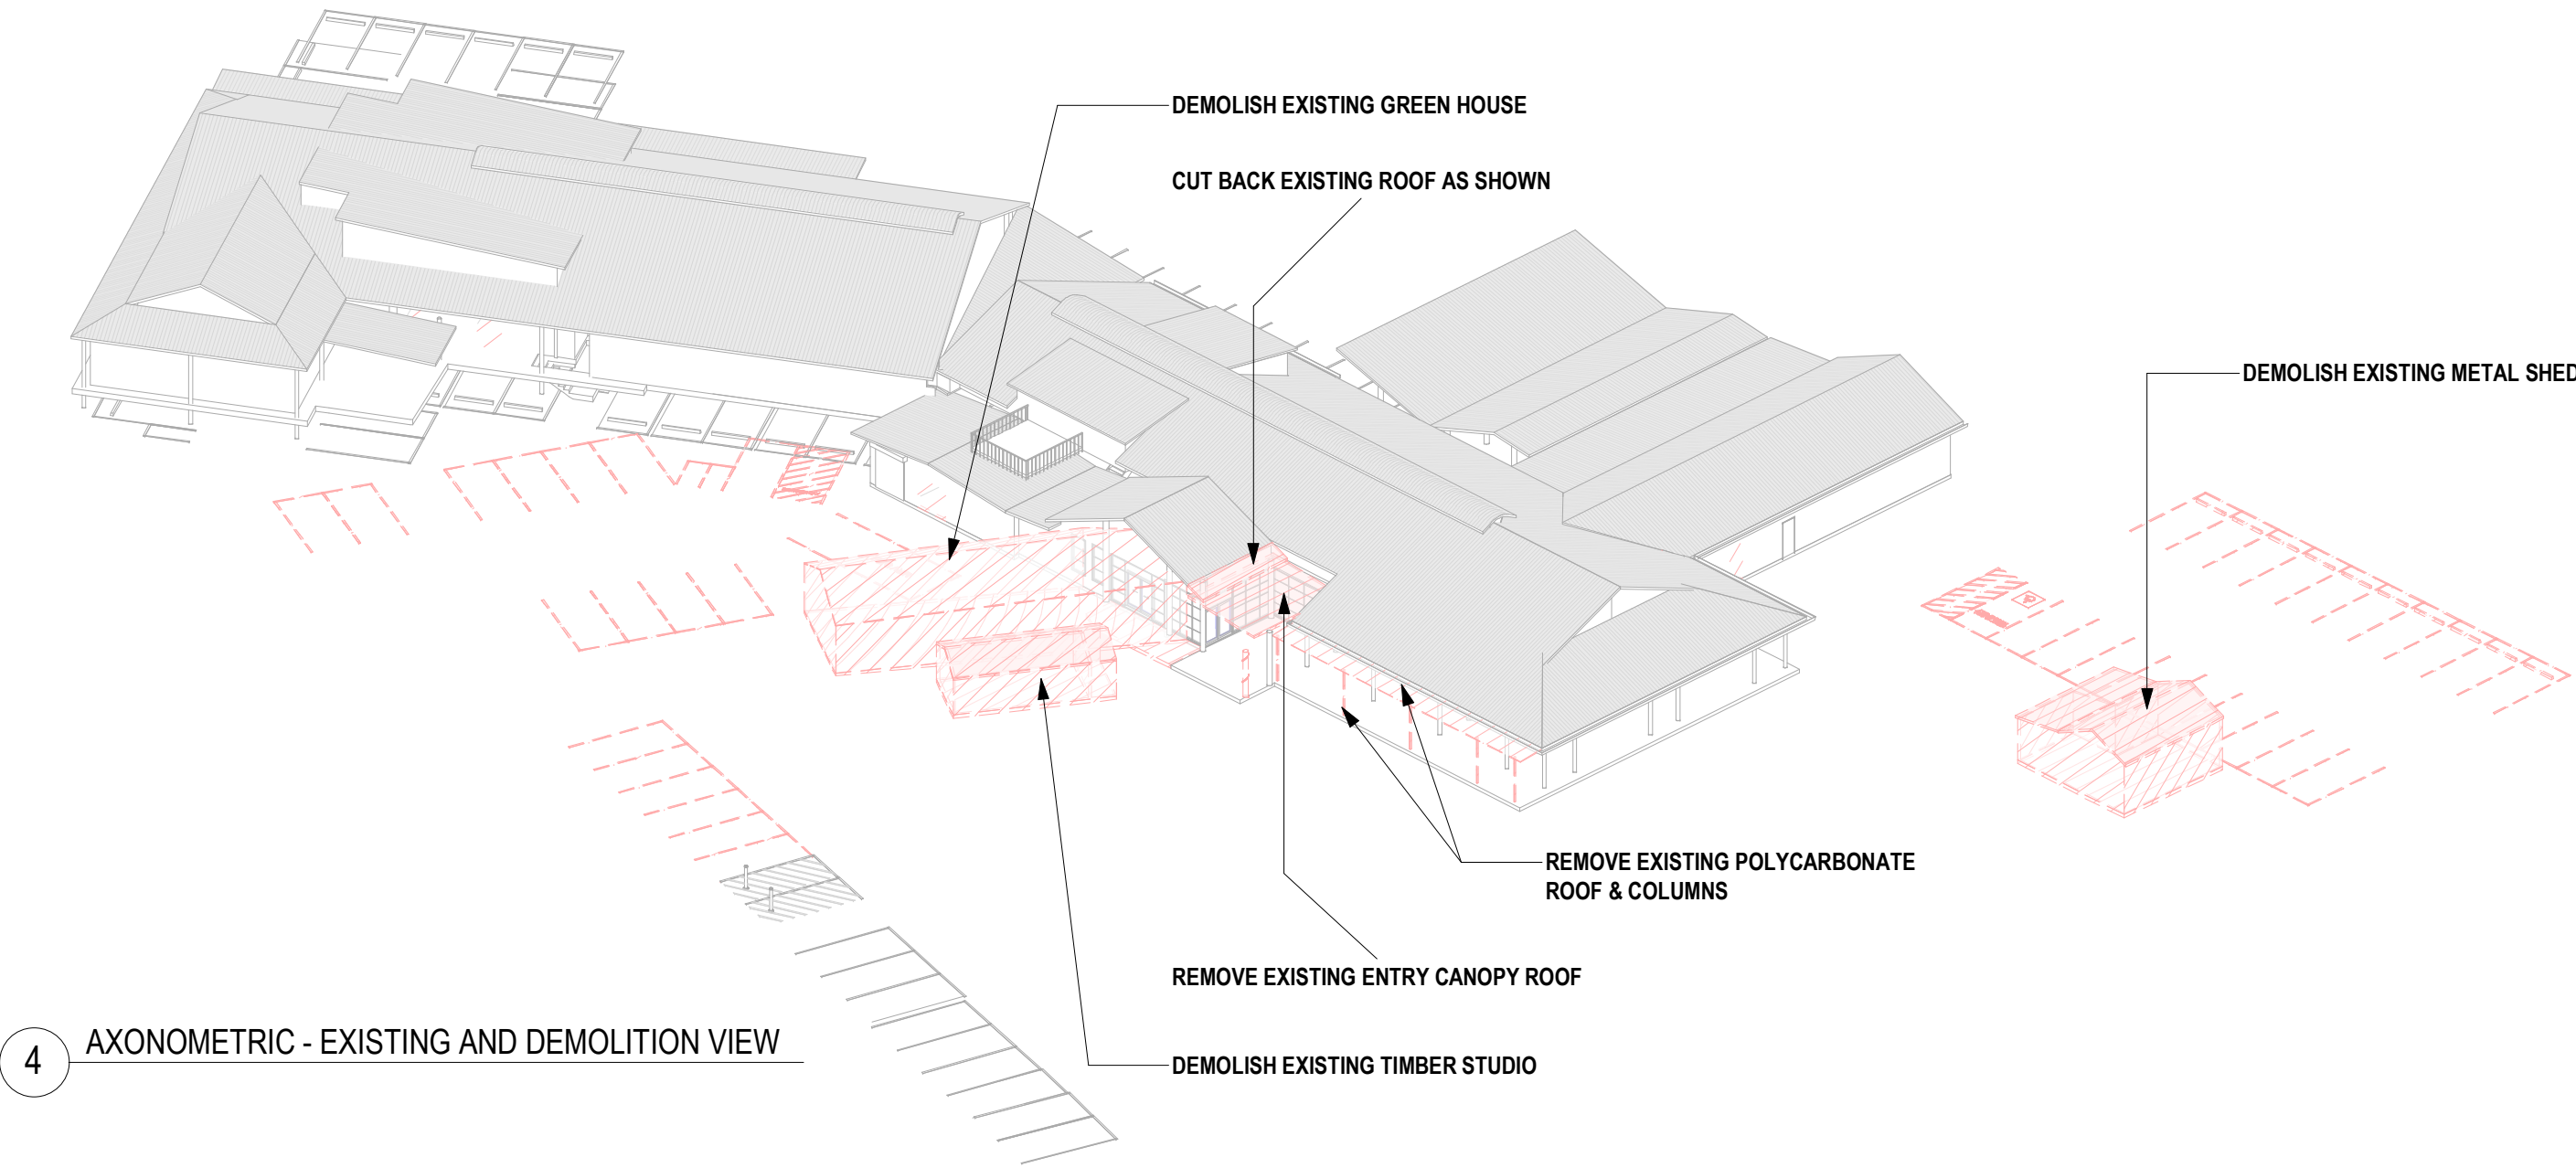 DEMOLISH EXISTING GREEN HOUSE
CUT BACK EXISTING ROOF AS SHOWN
DEMOLISH EXISTING METAL SHED
REMOVE EXISTING POLYCARBONATE
ROOF & COLUMNS
REMOVE EXISTING ENTRY CANOPY ROOF
DEMOLISH EXISTING TIMBER STUDIO
4 AXONOMETRIC - EXISTING AND DEMOLITION VIEW